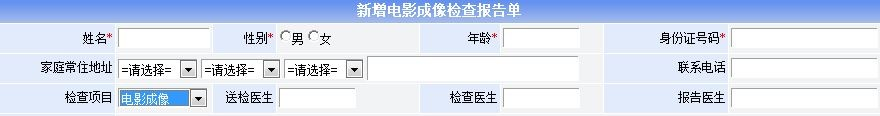 新增电影成像检查报告单
姓名* 性别* 男 女 年龄* 身份证号码*
家庭常住地址 =请选择= =请选择= =请选择= 联系电话
检查项目 电影成像 送检医生 检查医生 报告医生